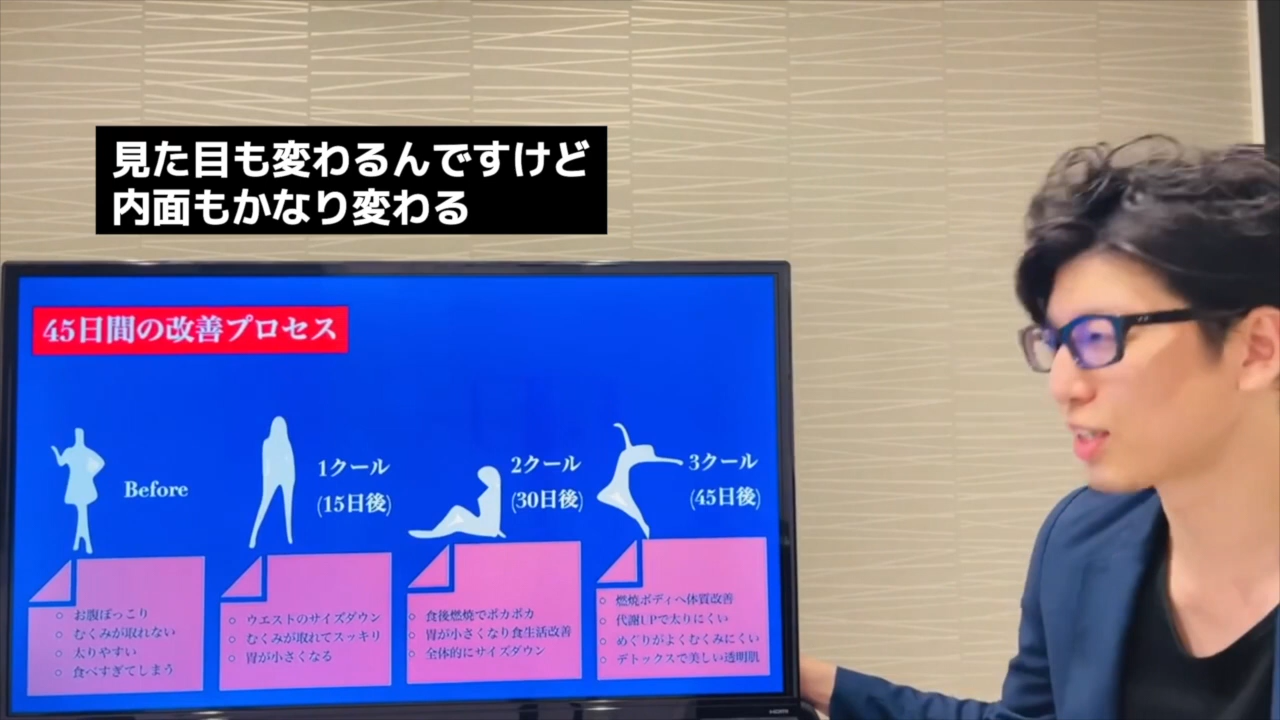 見た目も変わるんですけど
内面もかなり変わる
45日間の改善プロセス
Before
お腹ぽっこり
むくみが取れない
太りやすい
食べすぎてしまう
1クール
(15日後)
ウエストのサイズダウン
むくみが取れてスッキリ
胃が小さくなる
2クール
(30日後)
食後燃焼でポカポカ
胃が小さくなり食生活改善
全体的にサイズダウン
3クール
(45日後)
燃焼ボディへ体質改善
代謝UPで太りにくい
めぐりがよくむくみにくい
デトックスで美しい透明肌
HDMI